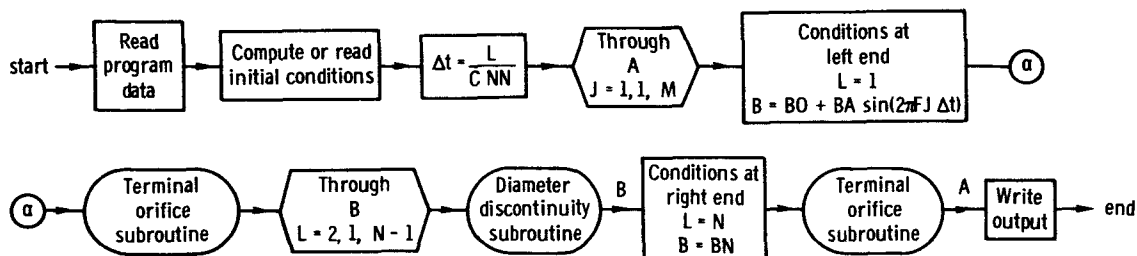 start
Read
program
data
Compute or read
initial conditions
Δt = L / C NN
Through
A
J = 1, 1, M
Conditions at
left end
L = 1
B = BO + BA sin(2πFJ Δt)
α
α
Terminal
orifice
subroutine
Through
B
L = 2, 1, N - 1
Diameter
discontinuity
subroutine
B
Conditions at
right end
L = N
B = BN
Terminal
orifice
subroutine
A
Write
output
end